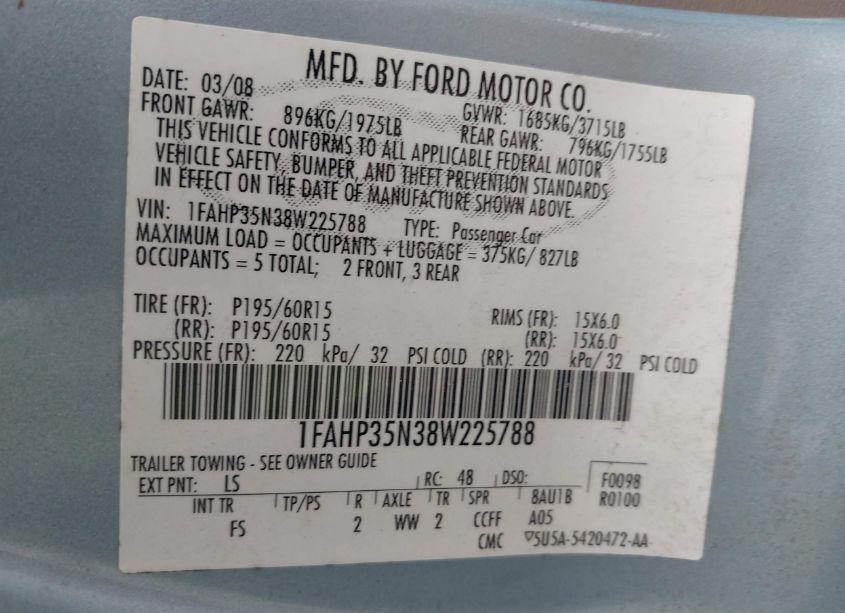 MFD. BY FORD MOTOR CO.
DATE: 03/08 GVWR: 1685KG/3715LB
FRONT GAWR: 896KG/1975LB REAR GAWR: 796KG/1755LB
THIS VEHICLE CONFORMS TO ALL APPLICABLE FEDERAL MOTOR
VEHICLE SAFETY, BUMPER, AND THEFT PREVENTION STANDARDS
IN EFFECT ON THE DATE OF MANUFACTURE SHOWN ABOVE.
VIN: 1FAHP35N38W225788 TYPE: Passenger Car
MAXIMUM LOAD = OCCUPANTS + LUGGAGE = 375KG/ 827LB
OCCUPANTS = 5 TOTAL; 2 FRONT, 3 REAR
TIRE (FR): P195/60R15 RIMS (FR): 15X6.0
(RR): P195/60R15 (RR): 15X6.0
PRESSURE (FR): 220 kPa/ 32 PSI COLD (RR): 220 kPa/ 32 PSI COLD
1FAHP35N38W225788
TRAILER TOWING - SEE OWNER GUIDE
EXT PNT: LS RC: 48 DSO: F0098
INT TR TP/PS R AXLE TR SPR 8AU1B R0100
FS 2 WW 2 CCFF A05
CMC 5U5A-5420472-AA